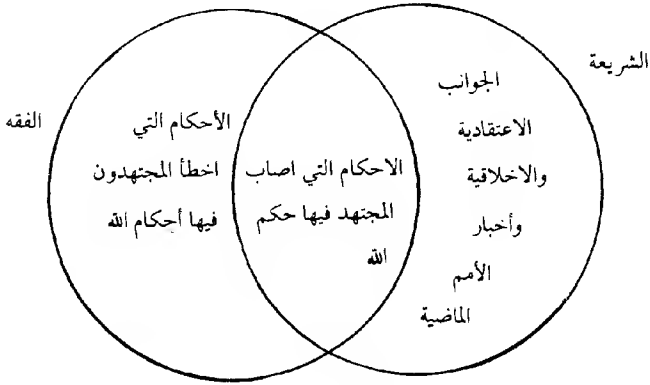 الشريعة
الجوانب
الاعتقادية
والاخلاقية
وأخبار
الأمم
الماضية
الاحكام التي اصاب
المجتهد فيها حكم
الله
الأحكام التي
اخطأ المجتهدون
فيها أحكام الله
الفقه